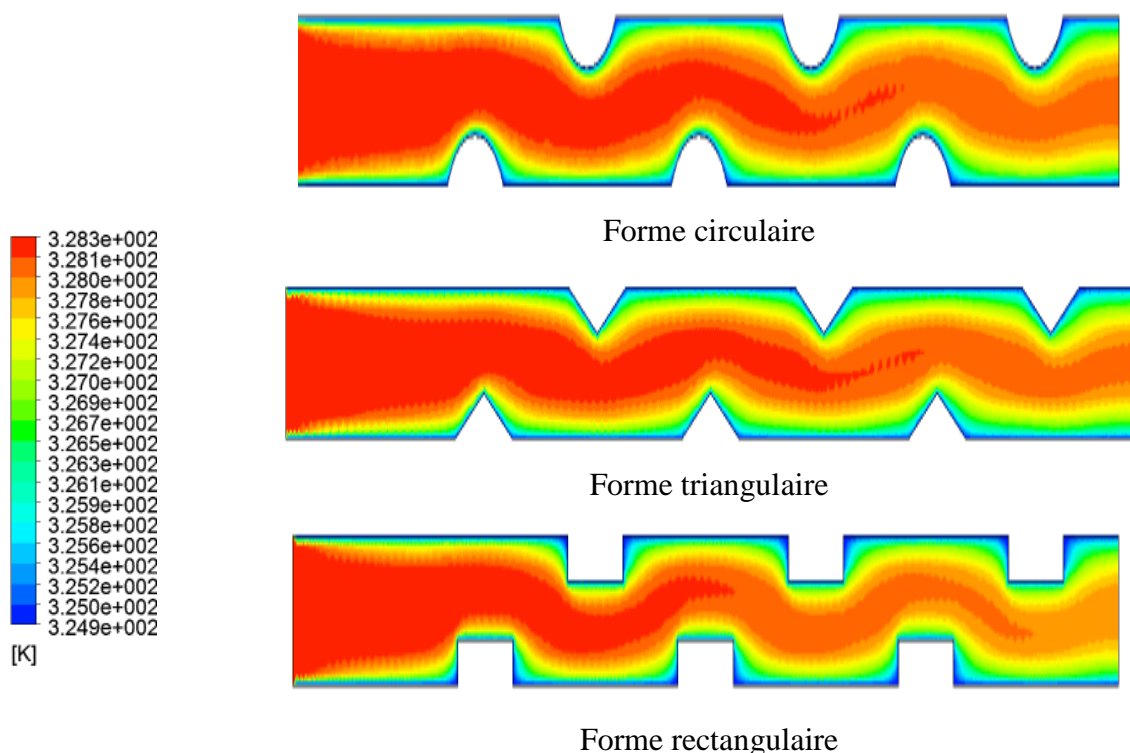 Forme circulaire
3.283e+002
3.281e+002
3.280e+002
3.278e+002
3.276e+002
3.274e+002
3.272e+002
3.270e+002
3.269e+002
3.267e+002
3.265e+002
3.263e+002
3.261e+002
3.259e+002
3.258e+002
3.256e+002
3.254e+002
3.252e+002
3.250e+002
3.249e+002
[K]
Forme triangulaire
Forme rectangulaire